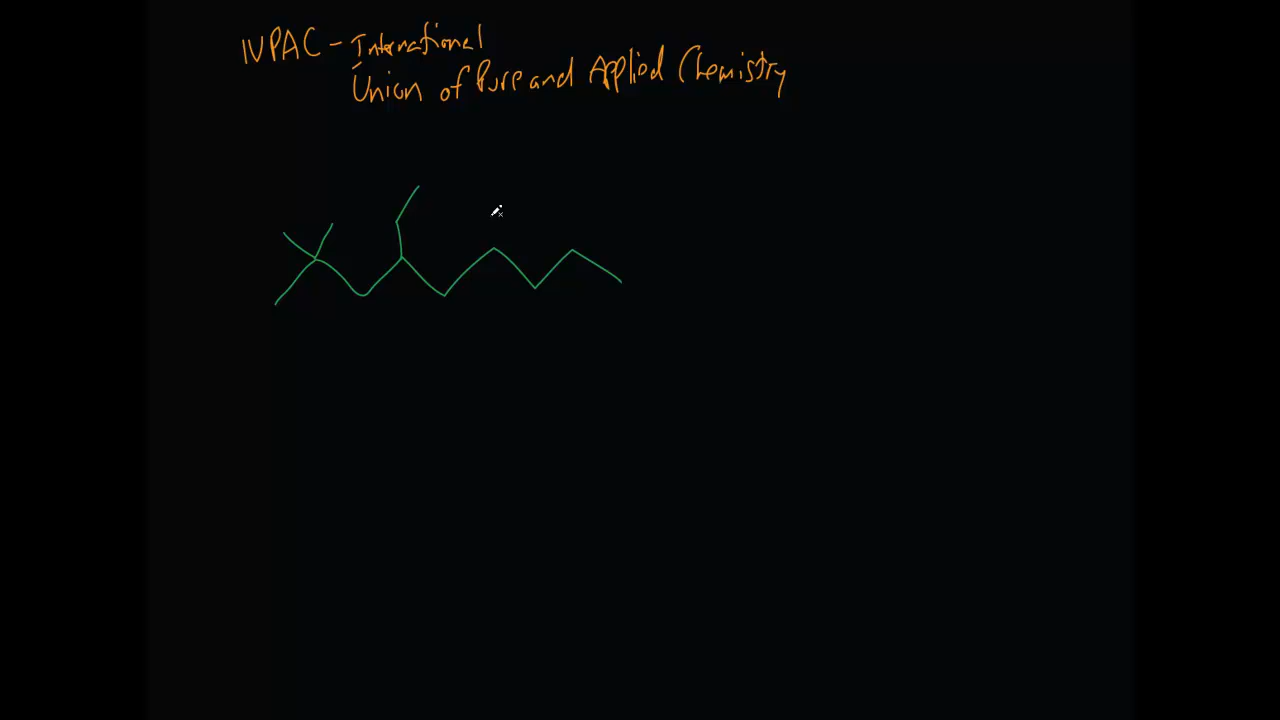 IUPAC - International
Union of Pure and Applied Chemistry